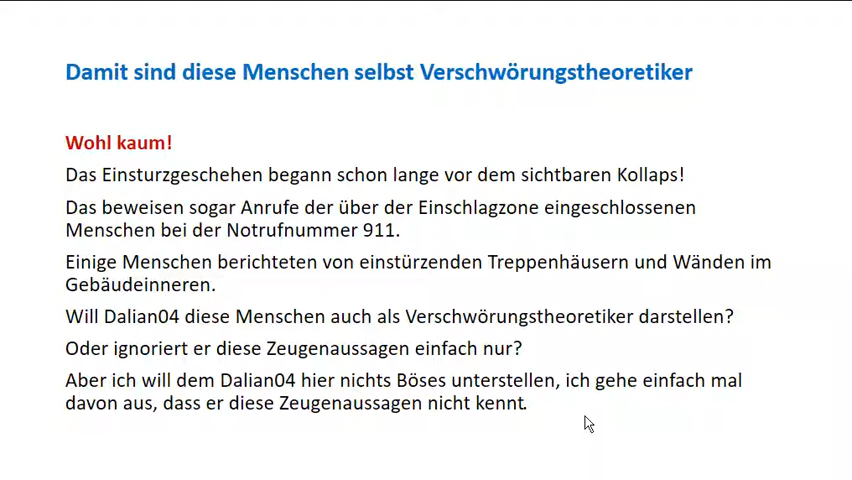 Damit sind diese Menschen selbst Verschwörungstheoretiker
Wohl kaum!
Das Einsturzgeschehen begann schon lange vor dem sichtbaren Kollaps!
Das beweisen sogar Anrufe der über der Einschlagzone eingeschlossenen
Menschen bei der Notrufnummer 911.
Einige Menschen berichteten von einstürzenden Treppenhäusern und Wänden im
Gebäudeinneren.
Will Dalian04 diese Menschen auch als Verschwörungstheoretiker darstellen?
Oder ignoriert er diese Zeugenaussagen einfach nur?
Aber ich will dem Dalian04 hier nichts Böses unterstellen, ich gehe einfach mal
davon aus, dass er diese Zeugenaussagen nicht kennt.